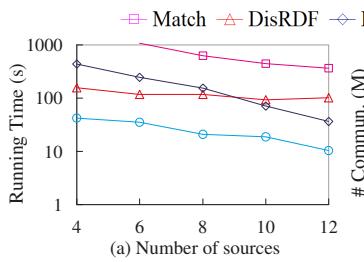 Match DisRDF
1000
100
10
1
Running Time (s)
4 6 8 10 12
(a) Number of sources
# Commun. (M)